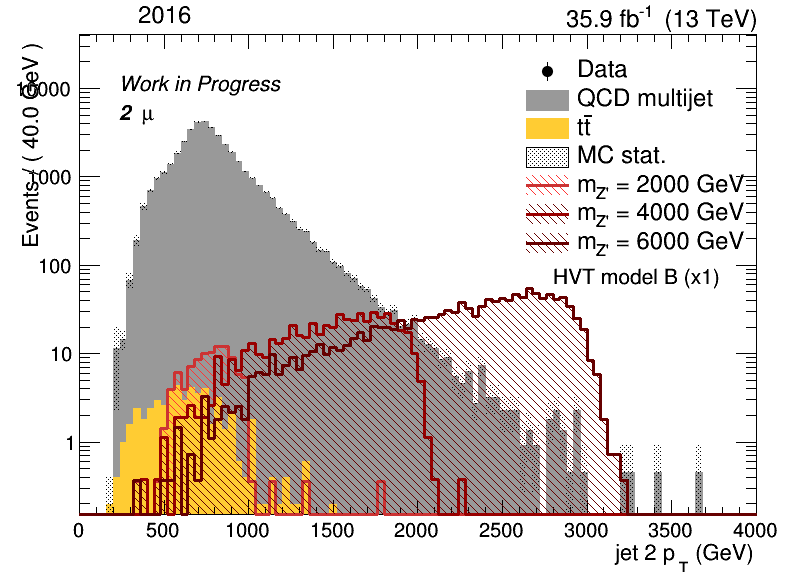 2016 35.9 fb⁻¹ (13 TeV)
Events / ( 40.0 GeV )
Work in Progress
2 μ
Data
QCD multijet
tt̄
MC stat.
m_Z' = 2000 GeV
m_Z' = 4000 GeV
m_Z' = 6000 GeV
HVT model B (x1)
10000
1000
100
10
1
0 500 1000 1500 2000 2500 3000 3500 4000
jet 2 p_T (GeV)